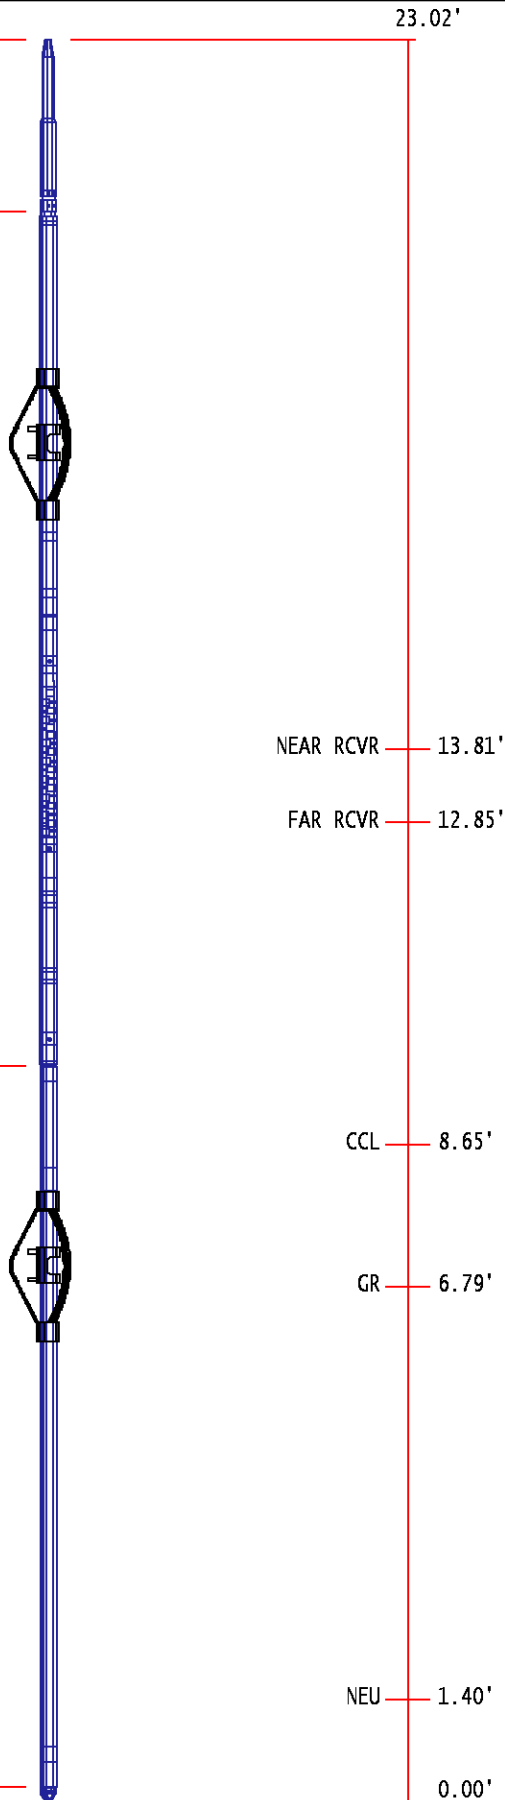 23.02'
NEAR RCVR 13.81'
FAR RCVR 12.85'
CCL 8.65'
GR 6.79'
NEU 1.40'
0.00'